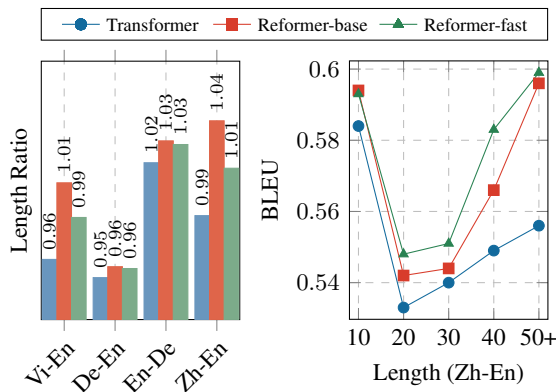 Transformer Reformer-base Reformer-fast
Length Ratio
0.96 1.01 0.99
0.95 0.96 0.96
1.02 1.03 1.03
0.99 1.04 1.01
Vi-En De-En En-De Zh-En
BLEU
0.6
0.58
0.56
0.54
10 20 30 40 50+
Length (Zh-En)